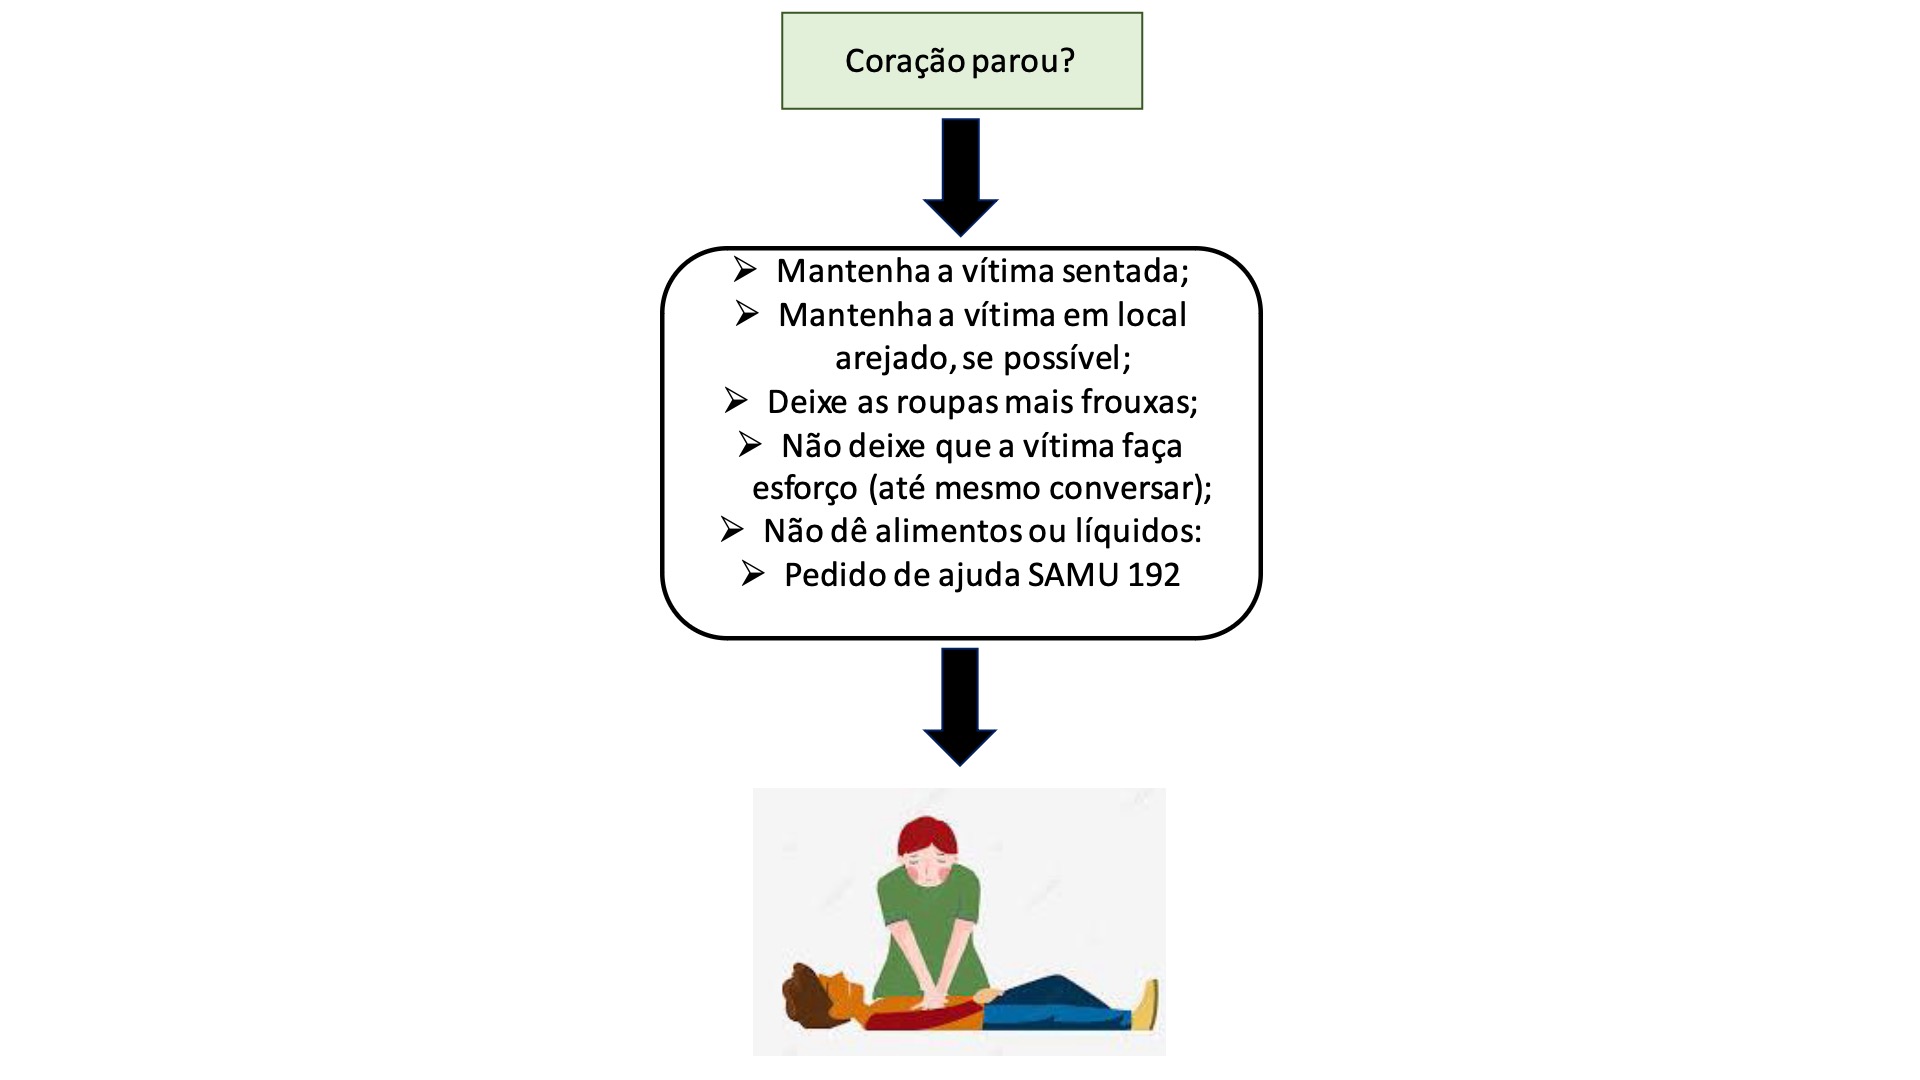 Coração parou?
➢ Mantenha a vítima sentada;
➢ Mantenha a vítima em local
arejado, se possível;
➢ Deixe as roupas mais frouxas;
➢ Não deixe que a vítima faça
esforço (até mesmo conversar);
➢ Não dê alimentos ou líquidos:
➢ Pedido de ajuda SAMU 192